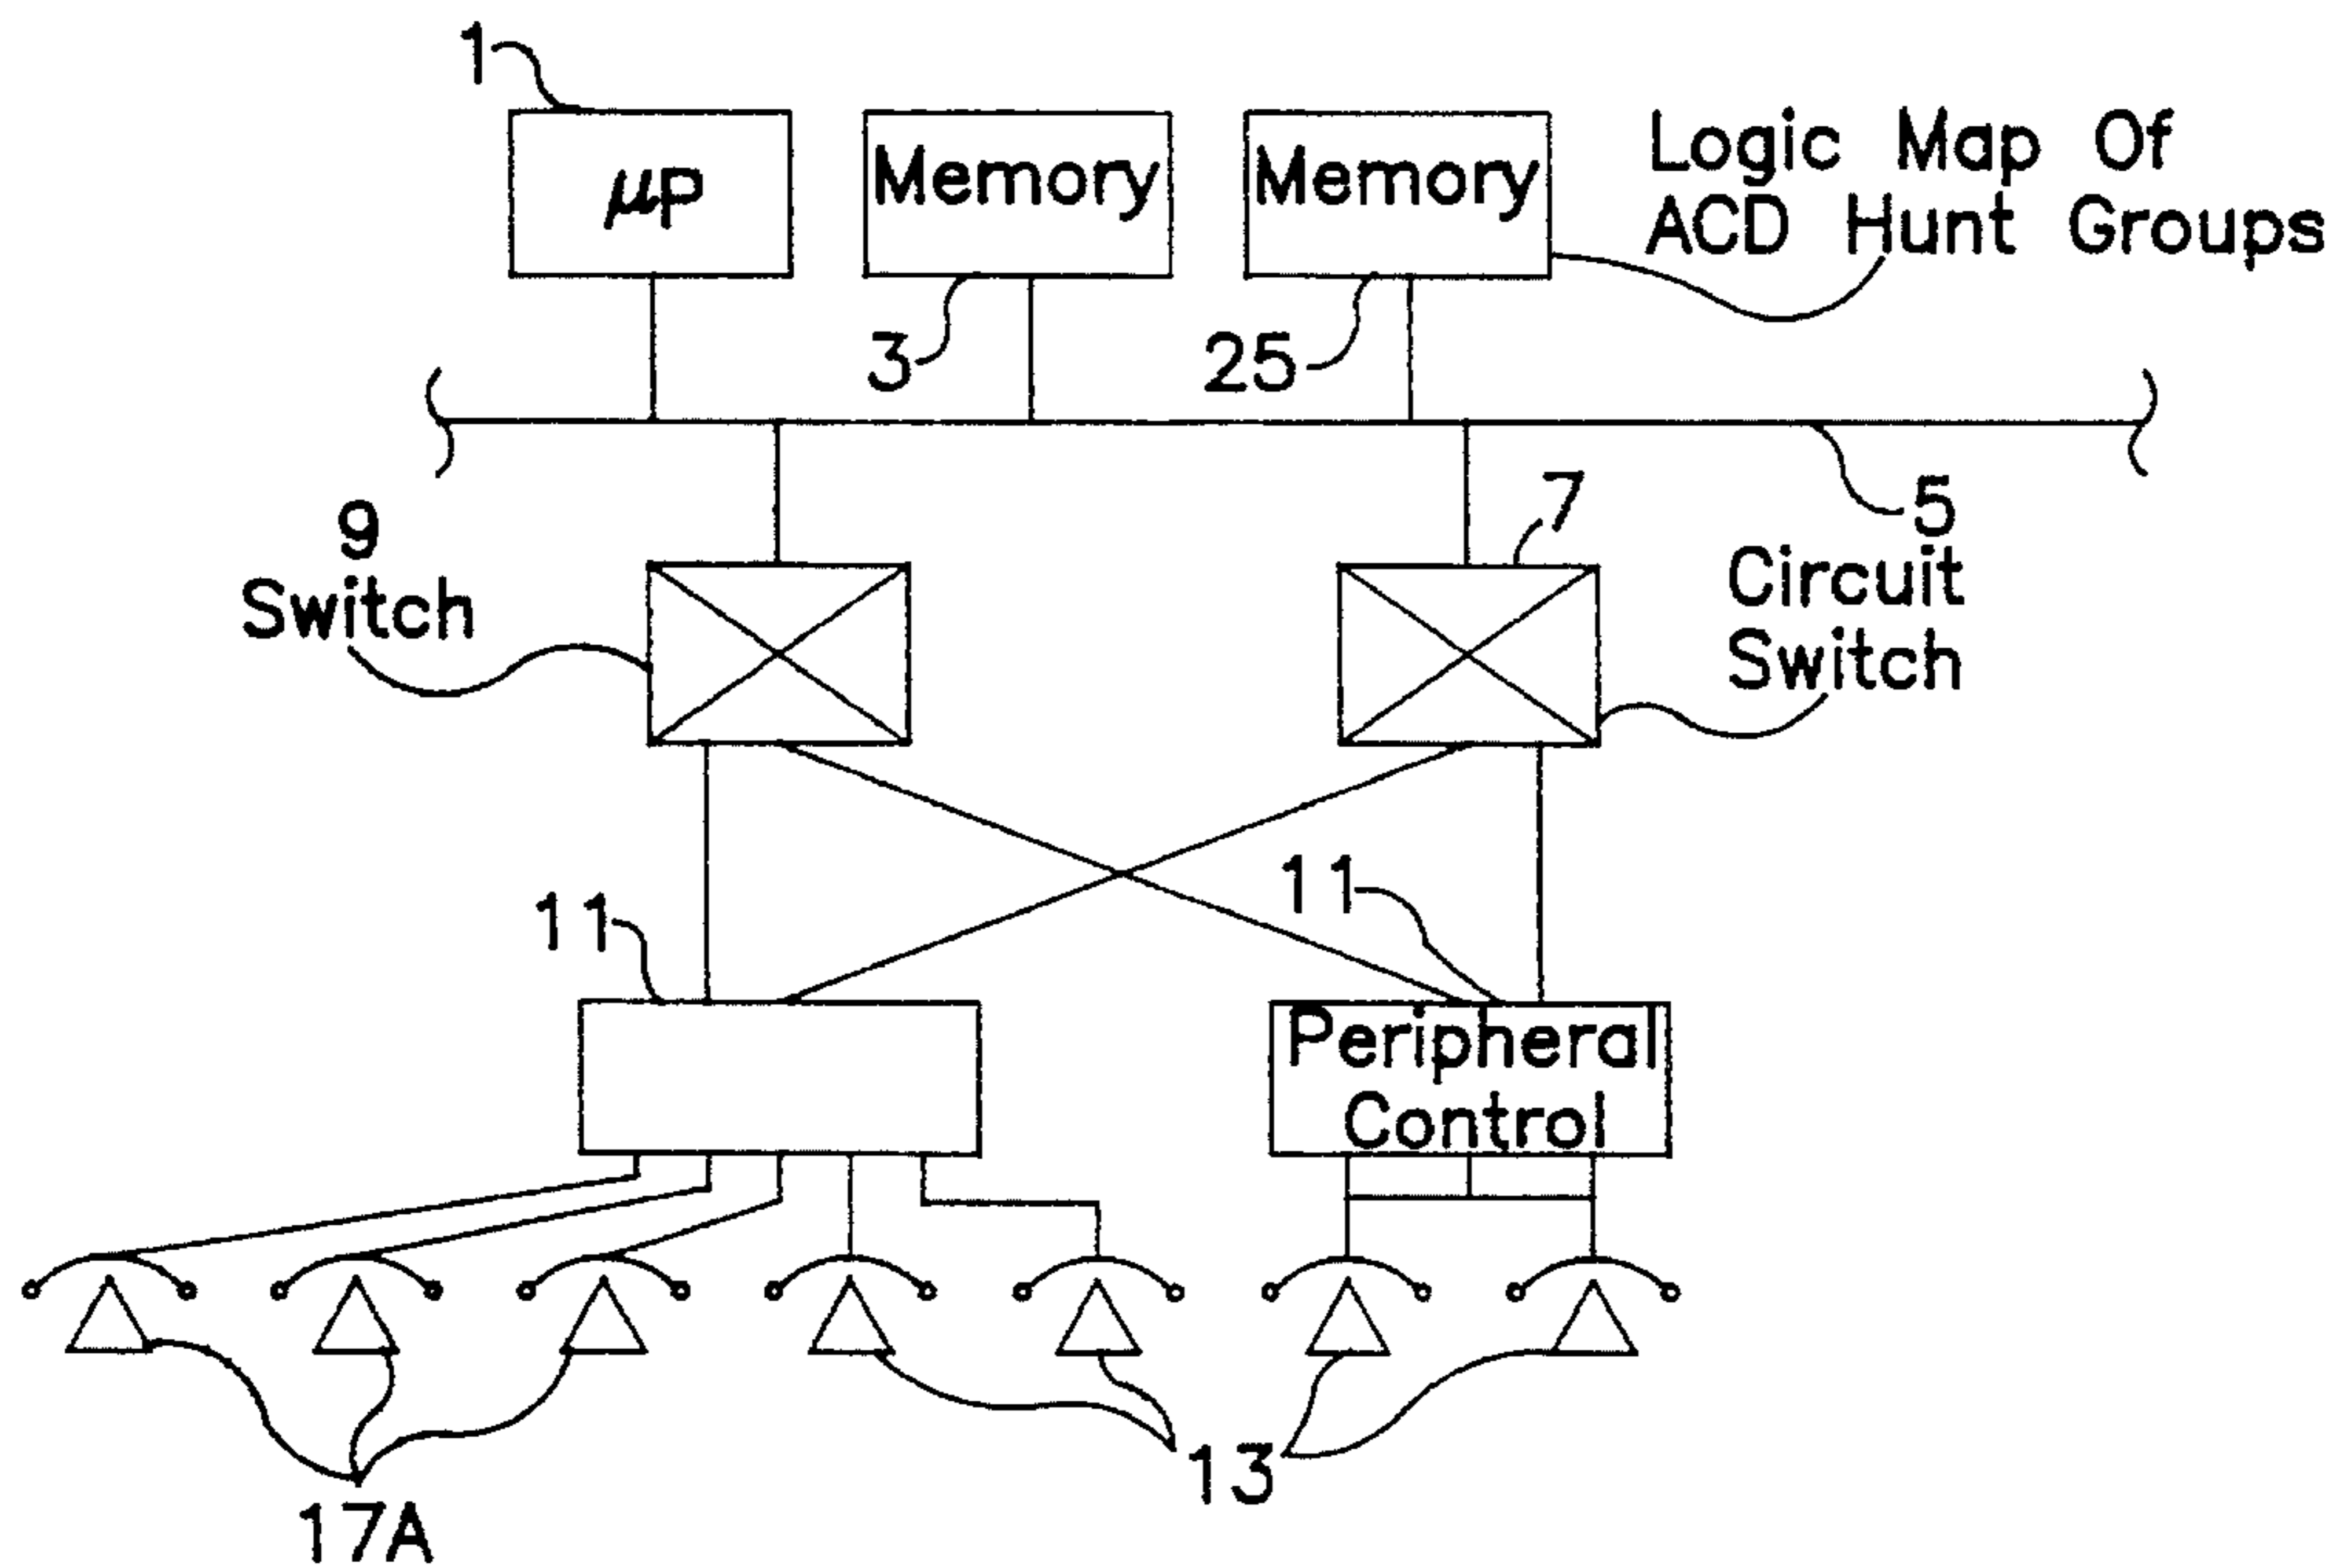 1
μP
Memory
Memory
Logic Map Of
ACD Hunt Groups
3
25
5
7
9
Switch
Circuit
Switch
11
11
Peripheral
Control
13
17A